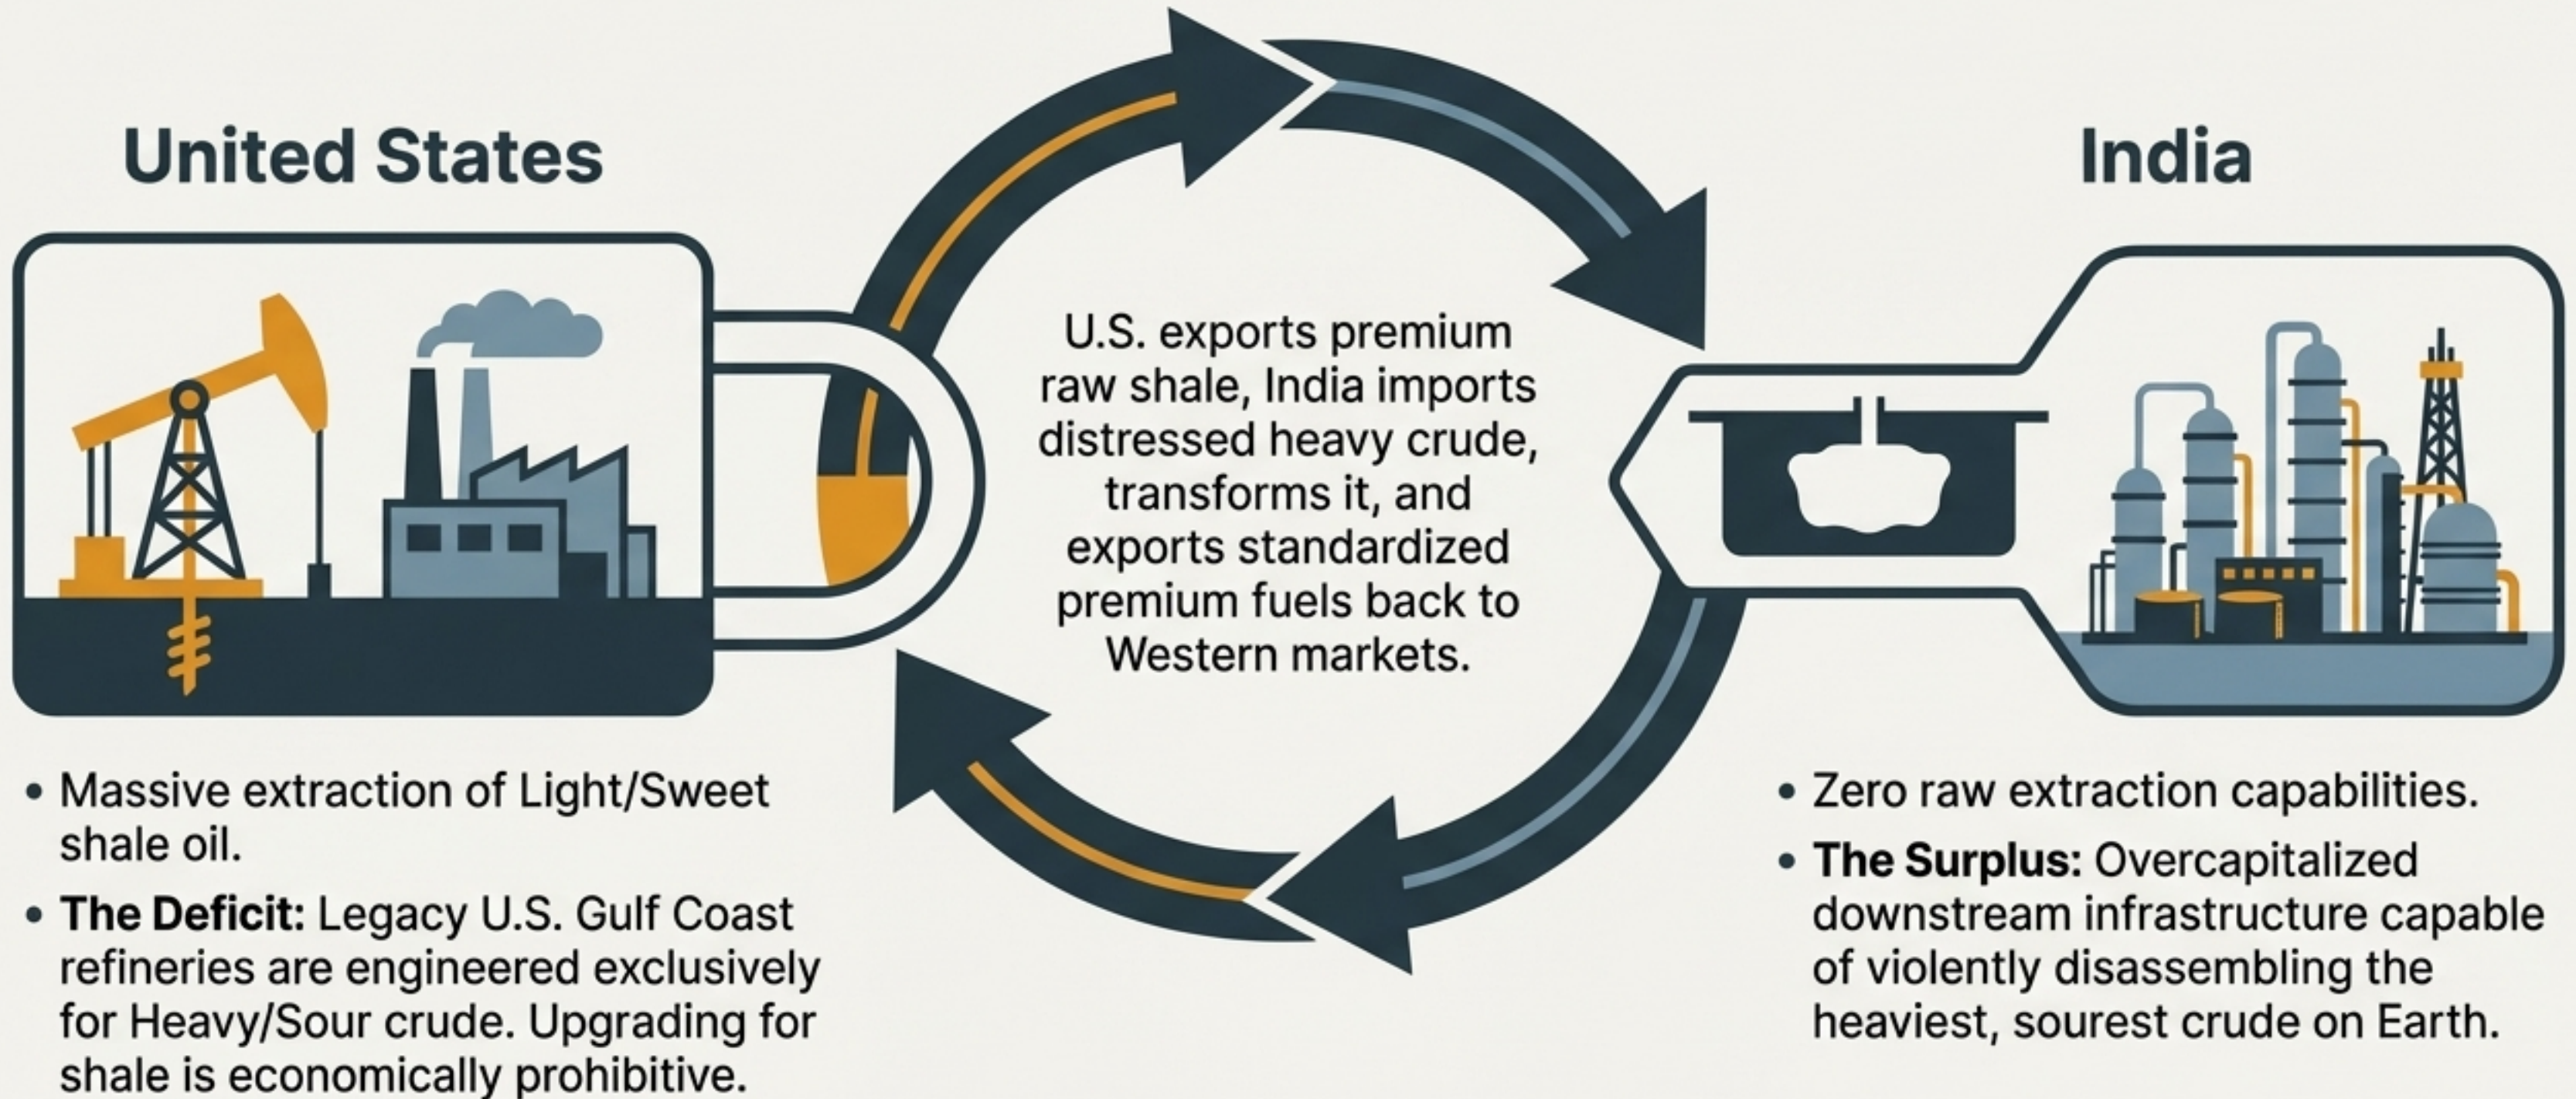 United States
India
U.S. exports premium
raw shale, India imports
distressed heavy crude,
transforms it, and
exports standardized
premium fuels back to
Western markets.
• Massive extraction of Light/Sweet
shale oil.
• The Deficit: Legacy U.S. Gulf Coast
refineries are engineered exclusively
for Heavy/Sour crude. Upgrading for
shale is economically prohibitive.
• Zero raw extraction capabilities.
• The Surplus: Overcapitalized
downstream infrastructure capable
of violently disassembling the
heaviest, sourest crude on Earth.